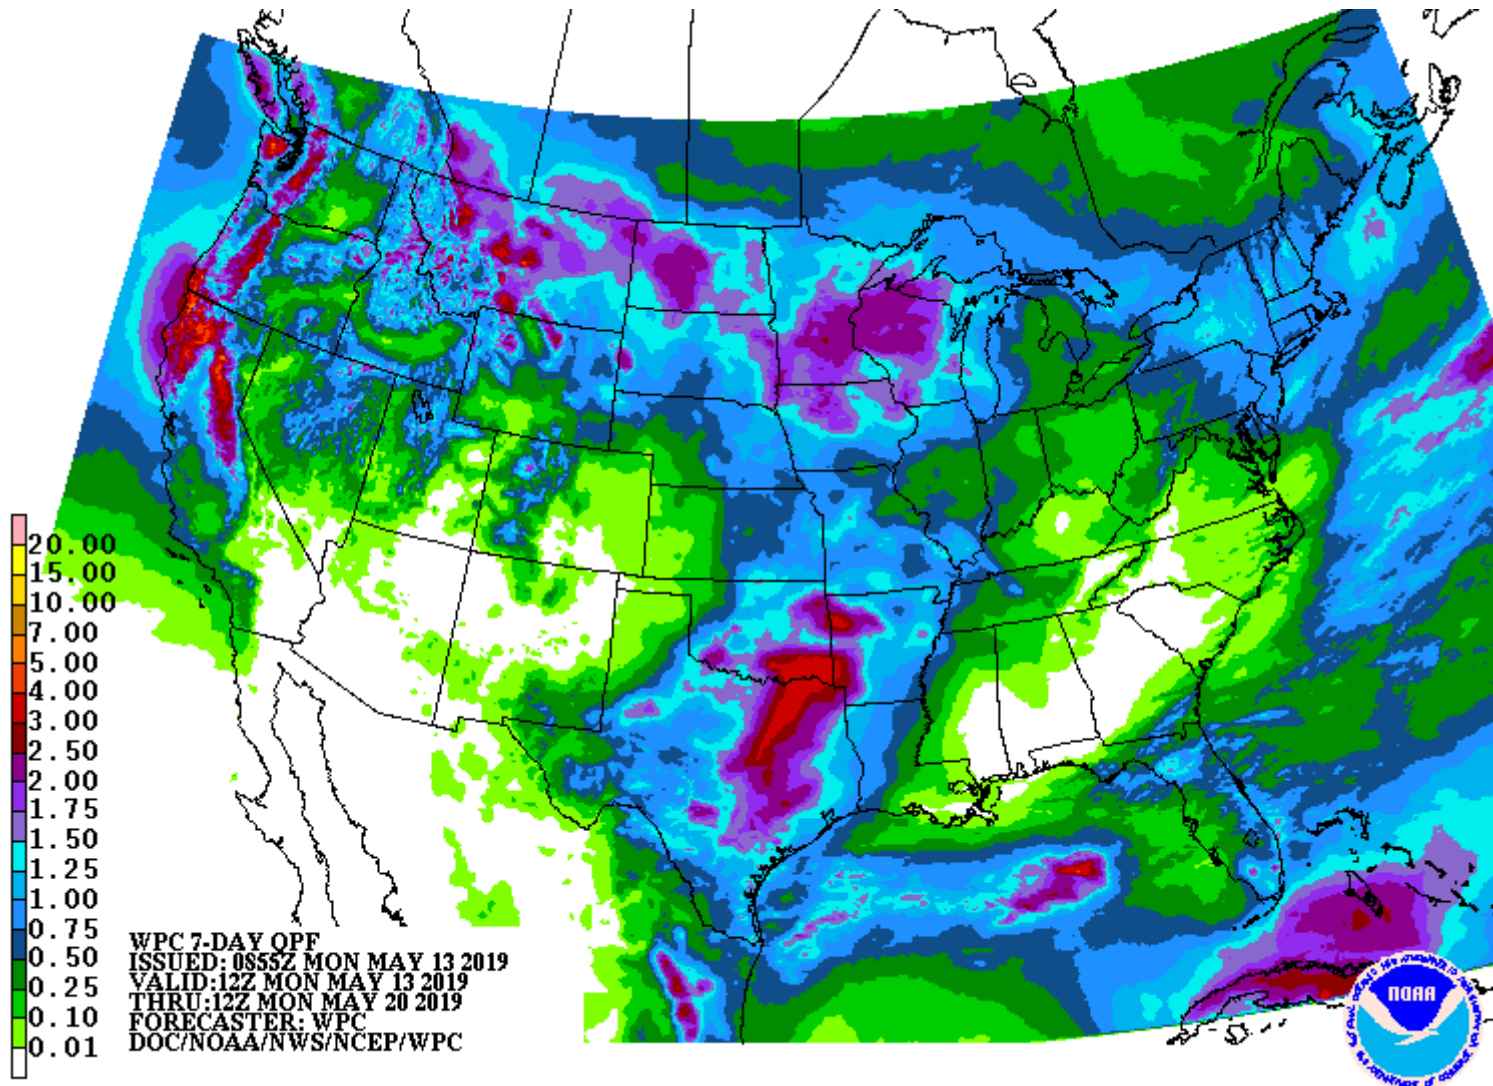 20.00
15.00
10.00
7.00
5.00
4.00
3.00
2.50
2.00
1.75
1.50
1.25
1.00
0.75
0.50
0.25
0.10
0.01
WPC 7-DAY QPF
ISSUED: 0855Z MON MAY 13 2019
VALID:12Z MON MAY 13 2019
THRU:12Z MON MAY 20 2019
FORECASTER: WPC
DOC/NOAA/NWS/NCEP/WPC
NOAA